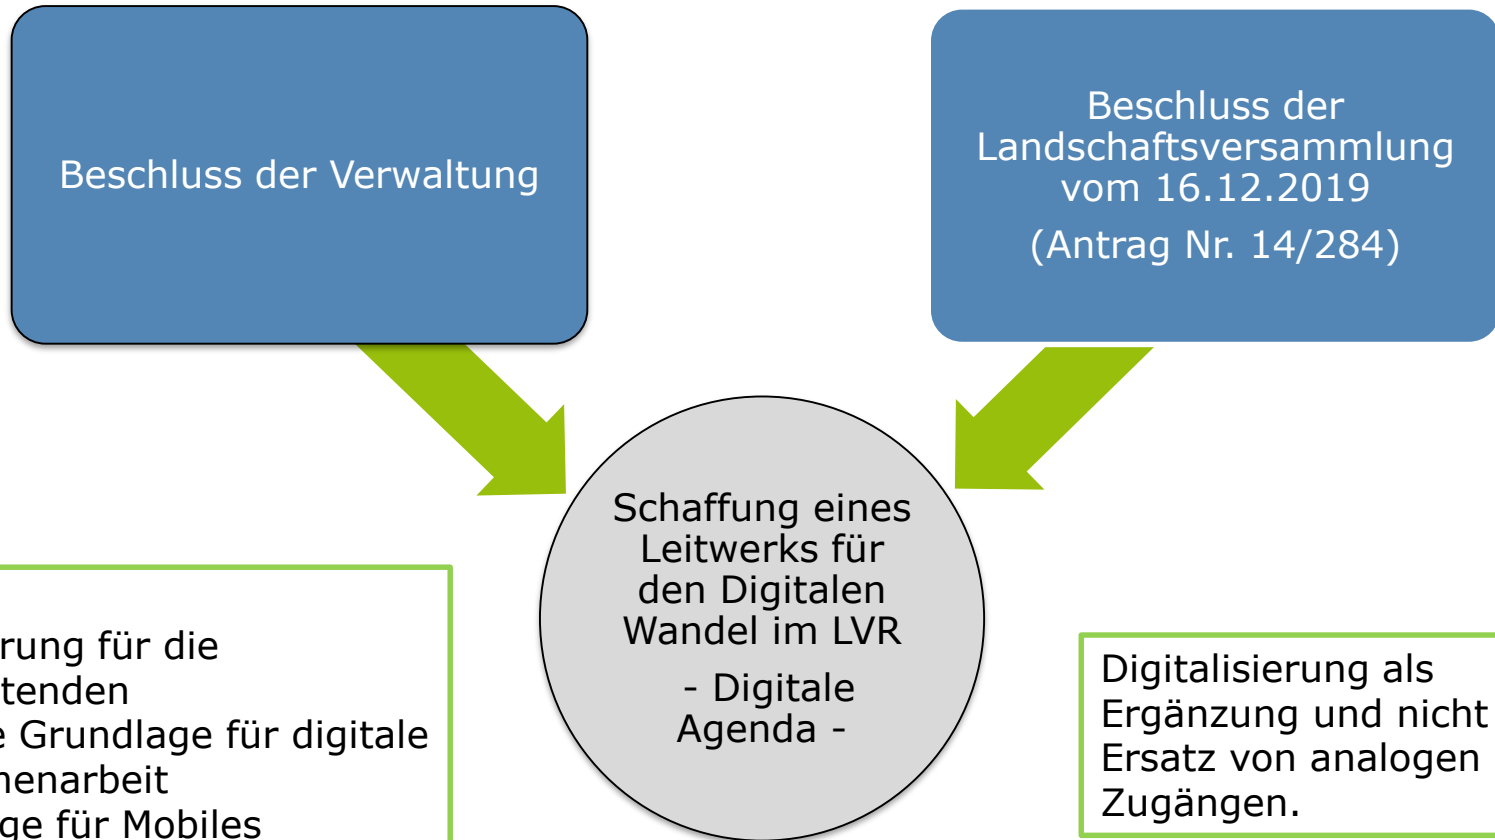 Beschluss der Verwaltung
Beschluss der
Landschaftsversammlung
vom 16.12.2019
(Antrag Nr. 14/284)
Schaffung eines
Leitwerks für
den Digitalen
Wandel im LVR
- Digitale
Agenda -
für die
Grundlage für digitale
für Mobiles
Digitalisierung als
Ergänzung und nicht
Ersatz von analogen
Zugängen.